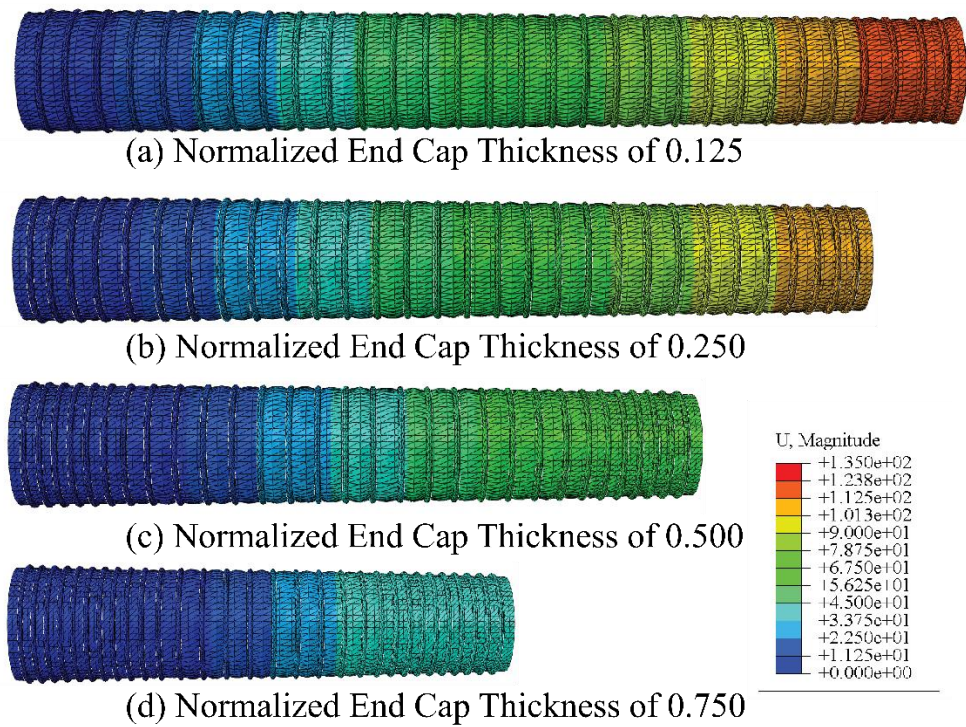 (a) Normalized End Cap Thickness of 0.125
(b) Normalized End Cap Thickness of 0.250
(c) Normalized End Cap Thickness of 0.500
U, Magnitude
+1.350e+02
+1.238e+02
+1.125e+02
+1.013e+02
+9.000e+01
+7.875e+01
+6.750e+01
+5.625e+01
+4.500e+01
+3.375e+01
+2.250e+01
+1.125e+01
+0.000e+00
(d) Normalized End Cap Thickness of 0.750